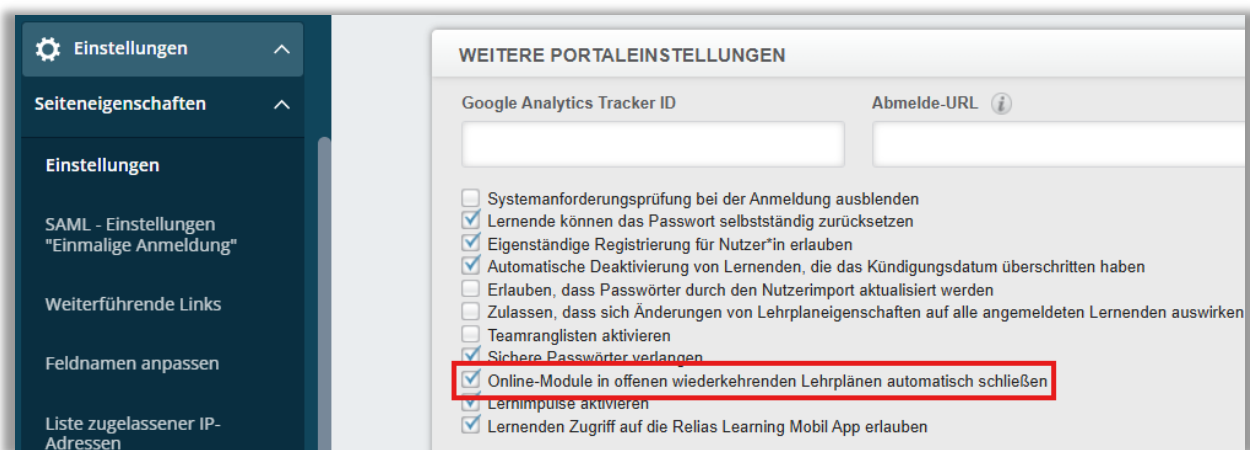 Einstellungen
Seiteneigenschaften
Einstellungen
SAML - Einstellungen
"Einmalige Anmeldung"
Weiterführende Links
Feldnamen anpassen
Liste zugelassener IP-
Adressen
WEITERE PORTALEINSTELLUNGEN
Google Analytics Tracker ID
Abmelde-URL
Systemanforderungsprüfung bei der Anmeldung ausblenden
Lernende können das Passwort selbstständig zurücksetzen
Eigenständige Registrierung für Nutzer*in erlauben
Automatische Deaktivierung von Lernenden, die das Kündigungsdatum überschritten haben
Erlauben, dass Passwörter durch den Nutzerimport aktualisiert werden
Zulassen, dass sich Änderungen von Lehrplaneigenschaften auf alle angemeldeten Lernenden auswirken
Teamranglisten aktivieren
Sichere Passwörter verlangen
Online-Module in offenen wiederkehrenden Lehrplänen automatisch schließen
Lernimpulse aktivieren
Lernenden Zugriff auf die Relias Learning Mobil App erlauben